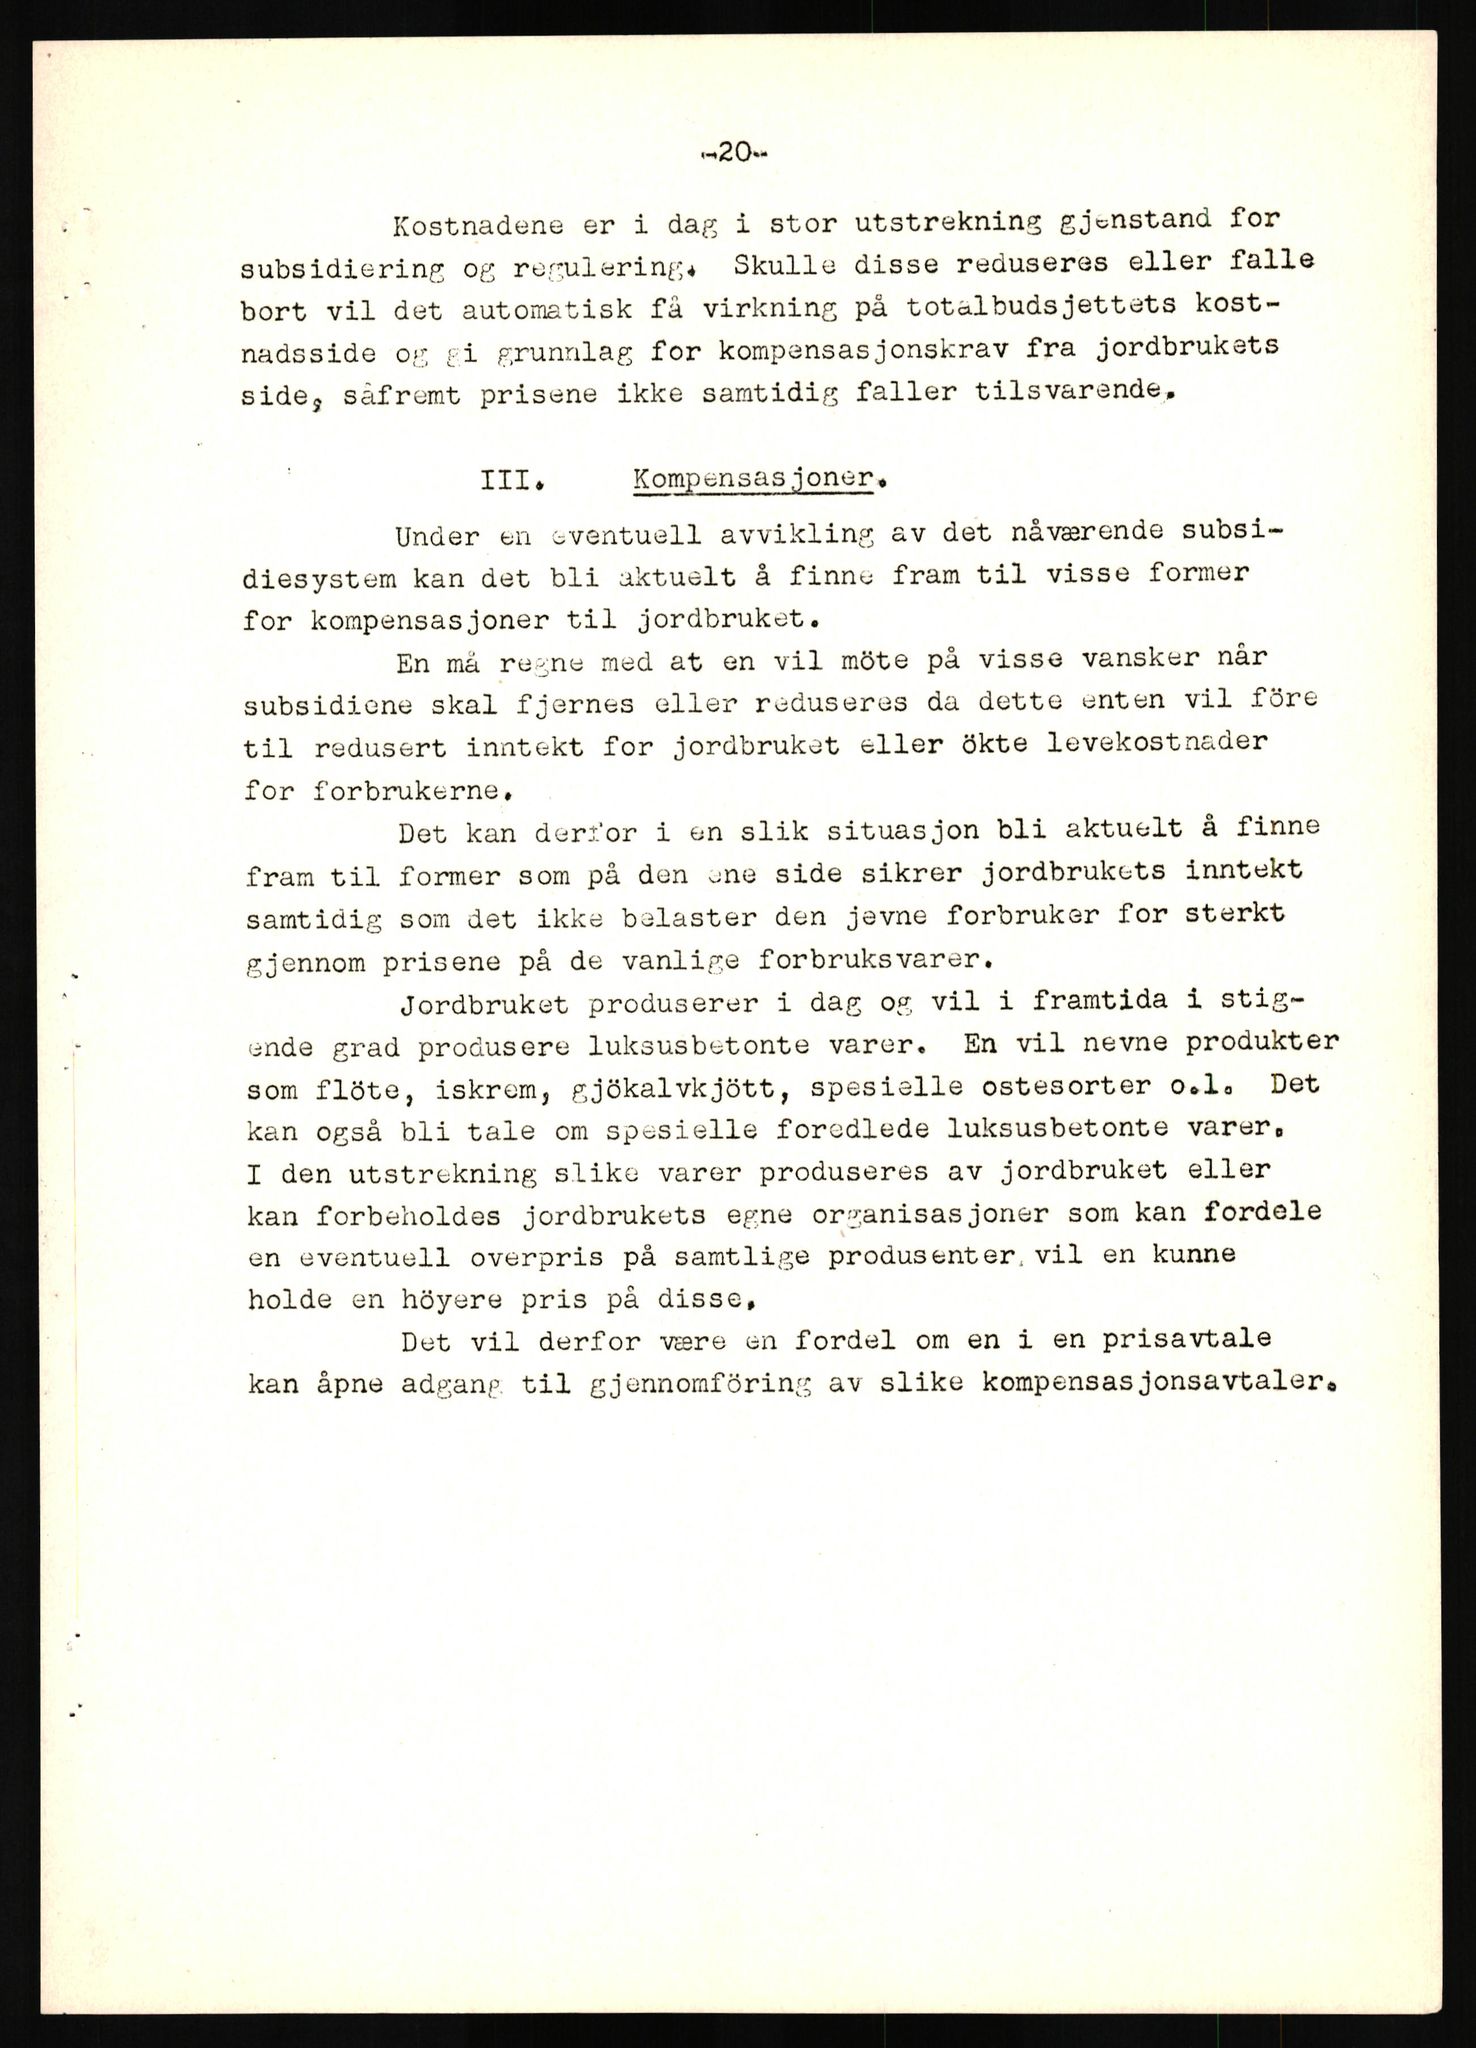 -20-
Kostnadene er i dag i stor utstrekning gjenstand for
subsidiering og regulering. Skulle disse reduseres eller falle
bort vil det automatisk få virkning på totalbudsjettets kost-
nadsside og gi grunnlag for kompensasjonskrav fra jordbrukets
side, såfremt prisene ikke samtidig faller tilsvarende.
III. Kompensasjoner.
Under en eventuell avvikling av det nåværende subsi-
diesystem kan det bli aktuelt å finne fram til visse former
for kompensasjoner til jordbruket.
En må regne med at en vil möte på visse vansker når
subsidiene skal fjernes eller reduseres da dette enten vil före
til redusert inntekt for jordbruket eller ökte levekostnader
for forbrukerne.
Det kan derfor i en slik situasjon bli aktuelt å finne
fram til former som på den ene side sikrer jordbrukets inntekt
samtidig som det ikke belaster den jevne forbruker for sterkt
gjennom prisene på de vanlige forbruksvarer.
Jordbruket produserer i dag og vil i framtida i stig-
ende grad produsere luksusbetonte varer. En vil nevne produkter
som flöte, iskrem, gjökalvkjött, spesielle ostesorter o.l. Det
kan også bli tale om spesielle foredlede luksusbetonte varer.
I den utstrekning slike varer produseres av jordbruket eller
kan forbeholdes jordbrukets egne organisasjoner som kan fordele
en eventuell overpris på samtlige produsenter, vil en kunne
holde en höyere pris på disse.
Det vil derfor være en fordel om en i en prisavtale
kan åpne adgang til gjennomföring av slike kompensasjonsavtaler.